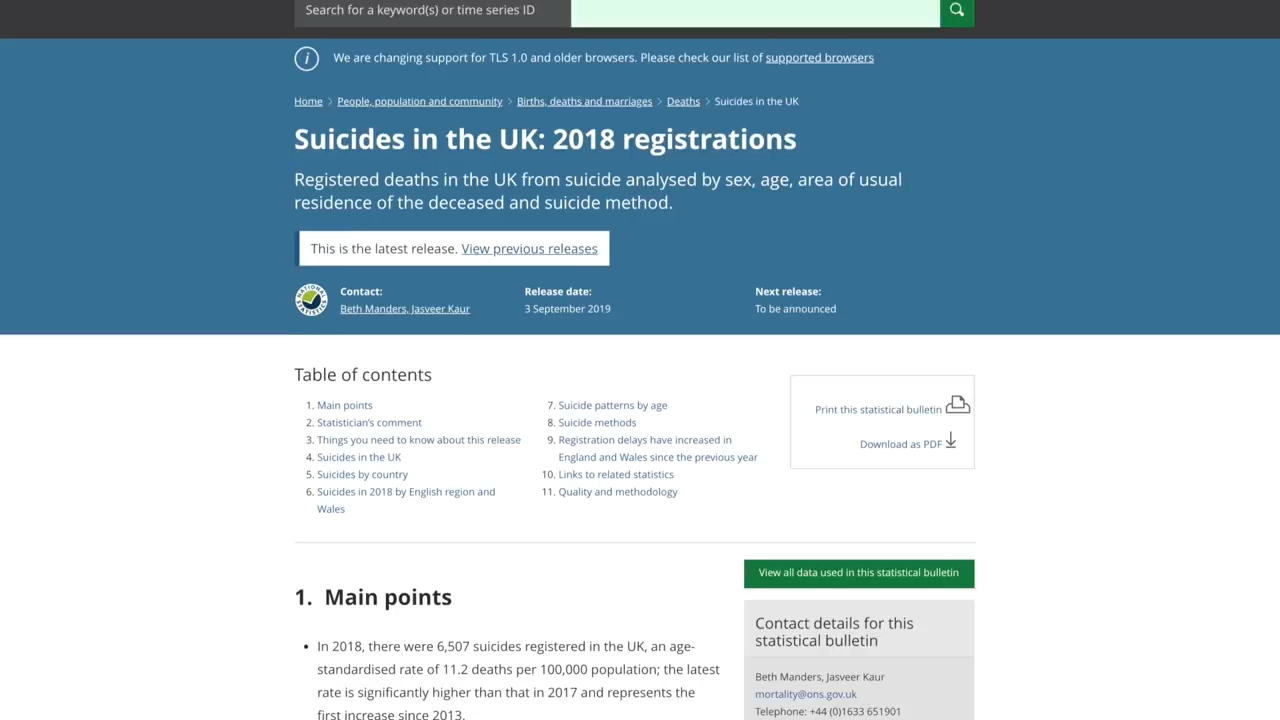 Search for a keyword(s) or time series ID
We are changing support for TLS 1.0 and older browsers. Please check our list of supported browsers
Home > People, population and community > Births, deaths and marriages > Deaths > Suicides in the UK
Suicides in the UK: 2018 registrations
Registered deaths in the UK from suicide analysed by sex, age, area of usual
residence of the deceased and suicide method.
This is the latest release. View previous releases
NATIONAL STATISTICS
Contact:
Beth Manders, Jasveer Kaur
Release date:
3 September 2019
Next release:
To be announced
Table of contents
1. Main points
2. Statistician's comment
3. Things you need to know about this release
4. Suicides in the UK
5. Suicides by country
6. Suicides in 2018 by English region and
Wales
7. Suicide patterns by age
8. Suicide methods
9. Registration delays have increased in
England and Wales since the previous year
10. Links to related statistics
11. Quality and methodology
Print this statistical bulletin
Download as PDF
1. Main points
• In 2018, there were 6,507 suicides registered in the UK, an age-
standardised rate of 11.2 deaths per 100,000 population; the latest
rate is significantly higher than that in 2017 and represents the
first increase since 2013.
View all data used in this statistical bulletin
Contact details for this
statistical bulletin
Beth Manders, Jasveer Kaur
mortality@ons.gov.uk
Telephone: +44 (0)1633 651901